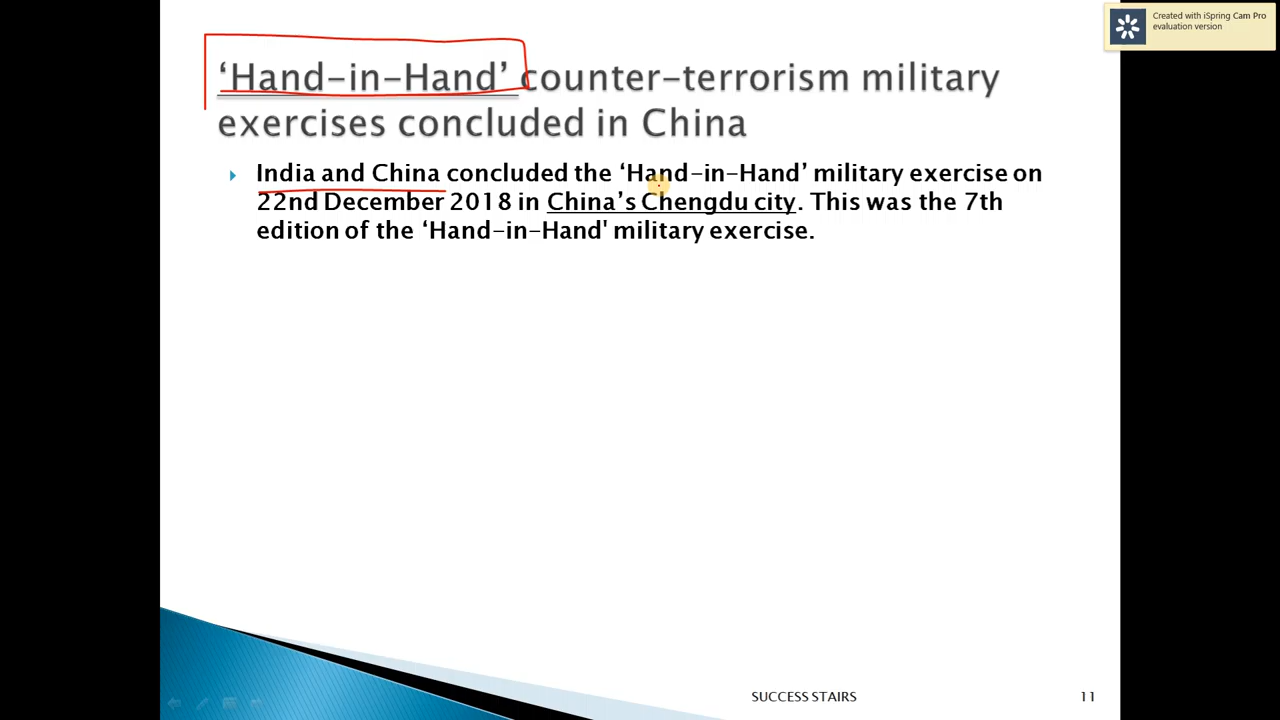 Created with iSpring Cam Pro
evaluation version
‘Hand-in-Hand’ counter-terrorism military
exercises concluded in China
India and China concluded the ‘Hand-in-Hand’ military exercise on
22nd December 2018 in China’s Chengdu city. This was the 7th
edition of the ‘Hand-in-Hand' military exercise.
SUCCESS STAIRS
11